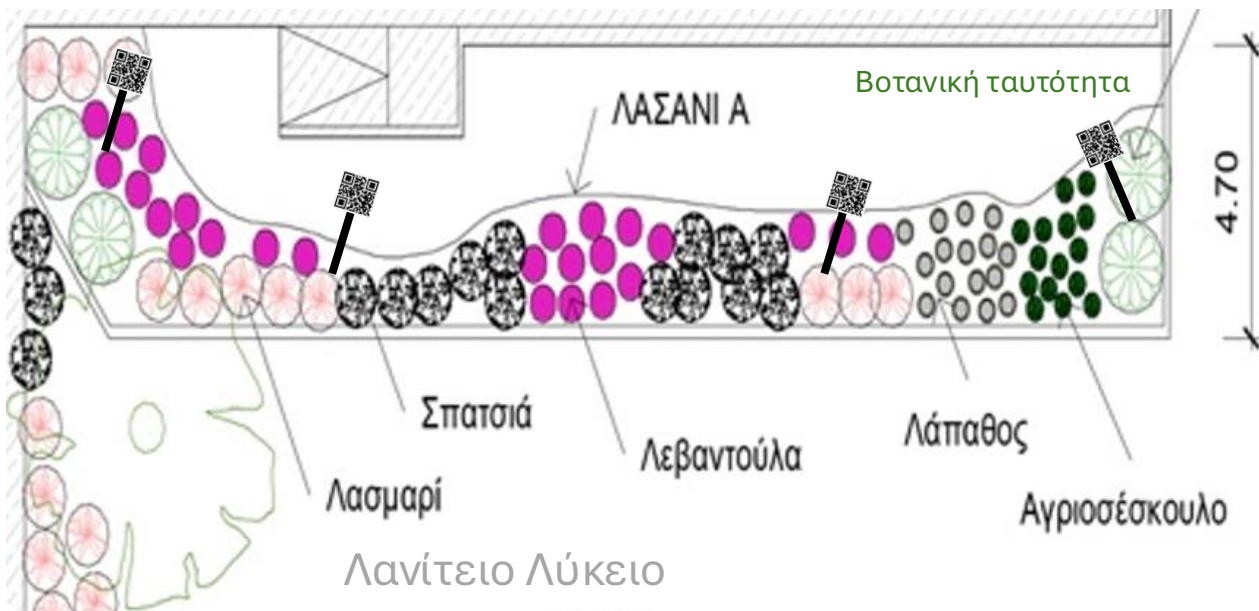 Βοτανική ταυτότητα
ΛΑΣΑΝΙ Α
4.70
Σπατσιά
Λεβαντούλα
Λάπαθος
Λασμαρί
Αγριοσέσκουλο
Λανίτειο Λύκειο